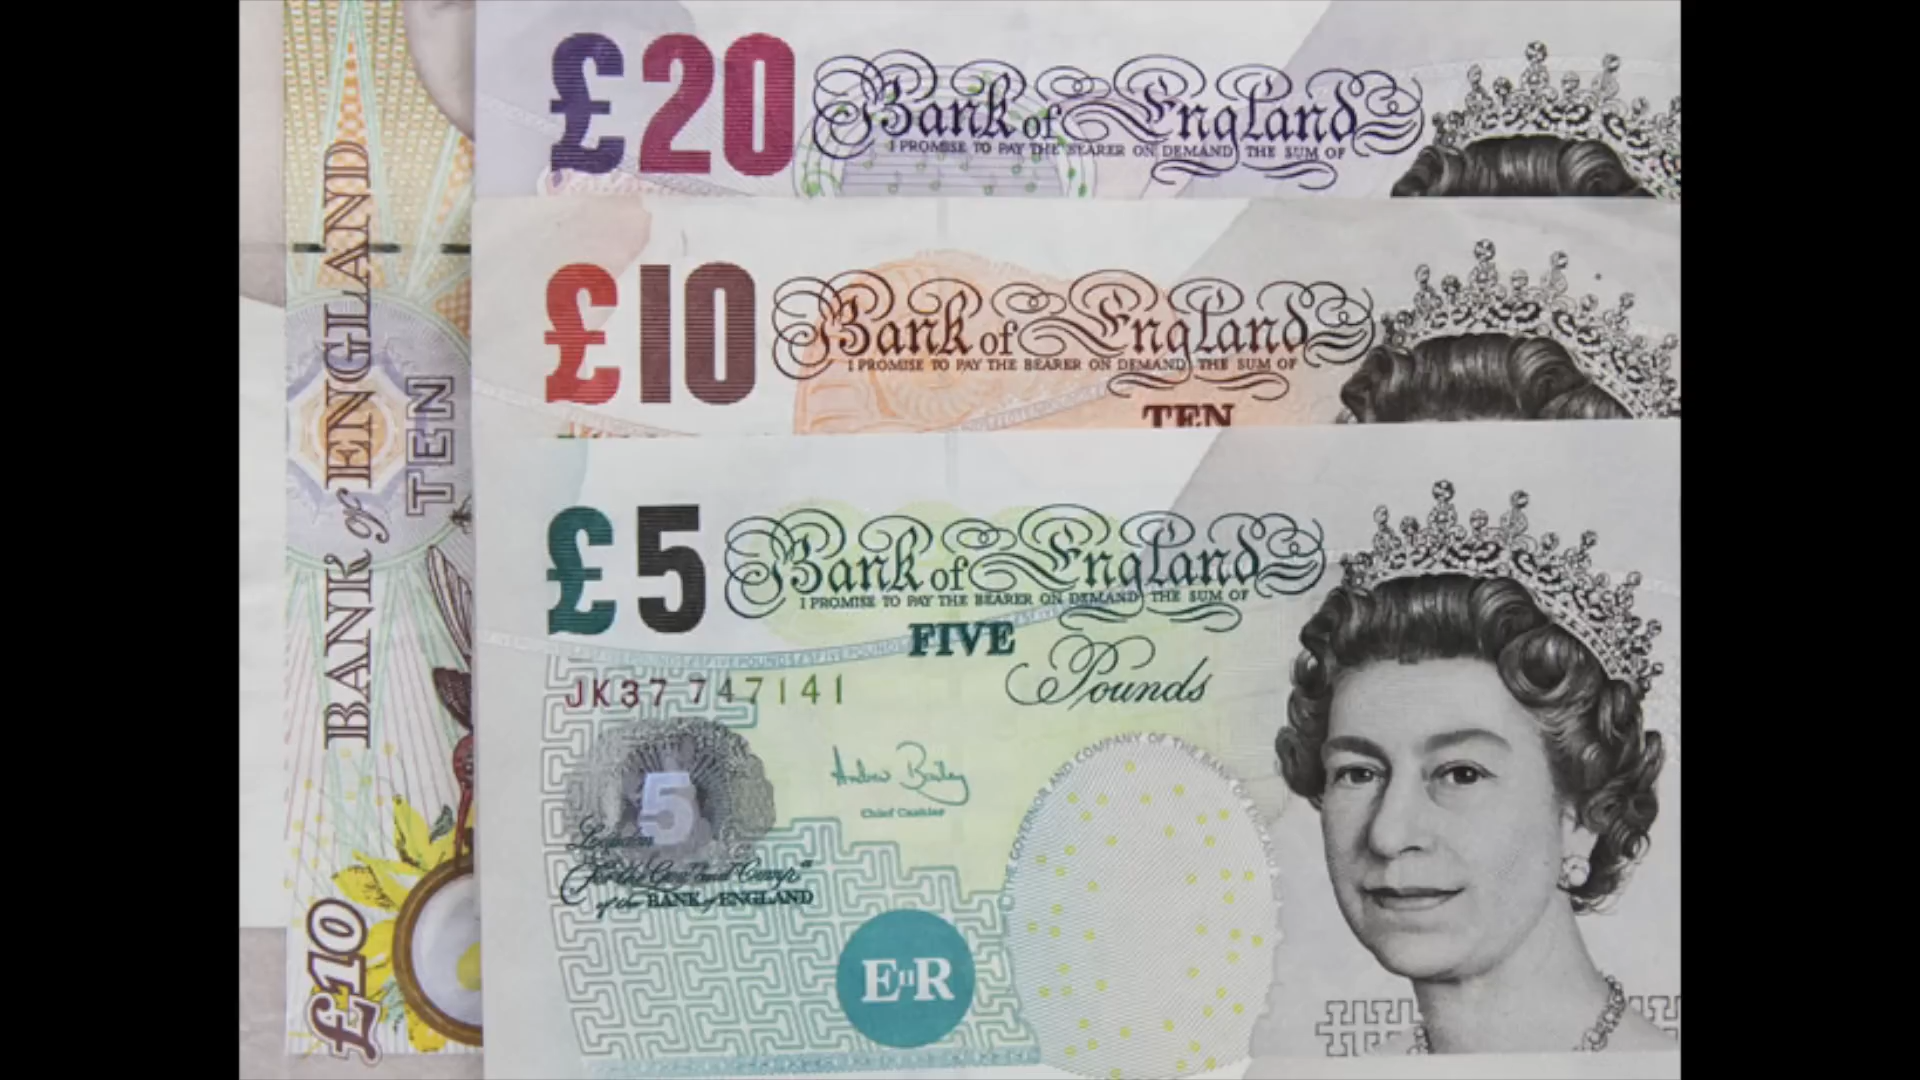 £20 Bank of England
I PROMISE TO PAY THE BEARER ON DEMAND THE SUM OF
£10 Bank of England
I PROMISE TO PAY THE BEARER ON DEMAND THE SUM OF
TEN
£5 Bank of England
I PROMISE TO PAY THE BEARER ON DEMAND THE SUM OF
FIVE
Pounds
JK37 747141
5
Andrew Bailey
Chief Cashier
London
For the Govr and Compa
of the BANK of ENGLAND
E II R
THE GOVERNOR AND COMPANY OF THE BANK OF ENGLAND
BANK of ENGLAND
TEN
£10